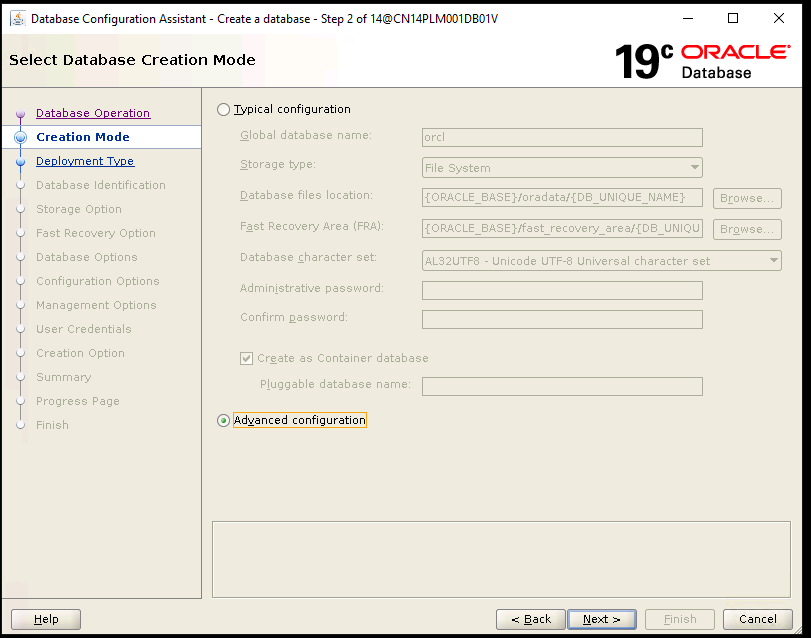 Database Configuration Assistant - Create a database - Step 2 of 14@CN14PLM001DB01V
Select Database Creation Mode
19c ORACLE
Database
Database Operation
Creation Mode
Deployment Type
Database Identification
Storage Option
Fast Recovery Option
Database Options
Configuration Options
Management Options
User Credentials
Creation Option
Summary
Progress Page
Finish
Typical configuration
Global database name: orcl
Storage type: File System
Database files location: {ORACLE_BASE}/oradata/{DB_UNIQUE_NAME} Browse...
Fast Recovery Area (FRA): {ORACLE_BASE}/fast_recovery_area/{DB_UNIQU Browse...
Database character set: AL32UTF8 - Unicode UTF-8 Universal character set
Administrative password:
Confirm password:
Create as Container database
Pluggable database name:
Advanced configuration
Help < Back Next > Finish Cancel